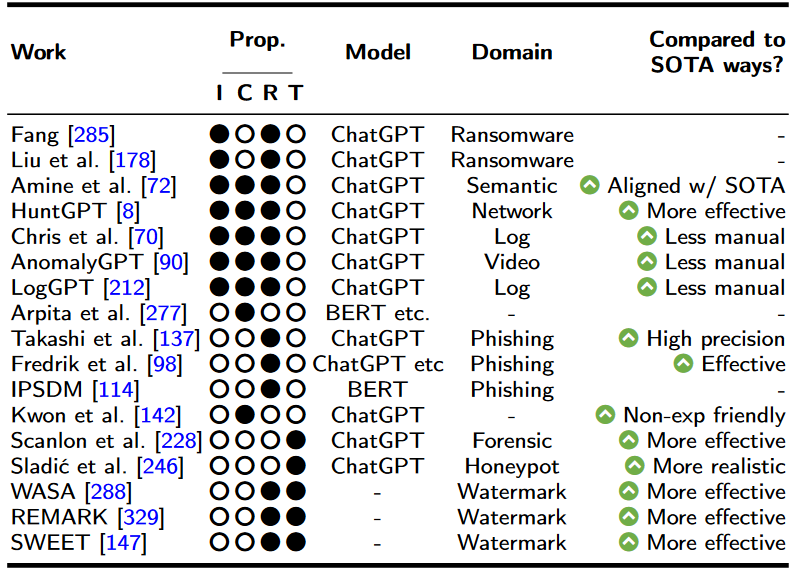 Work Prop. Model Domain Compared to SOTA ways?
I C R T
Fang [285] ●○●○ ChatGPT Ransomware -
Liu et al. [178] ●○●○ ChatGPT Ransomware -
Amine et al. [72] ●●●○ ChatGPT Semantic Aligned w/ SOTA
HuntGPT [8] ●●●○ ChatGPT Network More effective
Chris et al. [70] ●●●○ ChatGPT Log Less manual
AnomalyGPT [90] ●●●○ ChatGPT Video Less manual
LogGPT [212] ●●●○ ChatGPT Log Less manual
Arpita et al. [277] ○●○○ BERT etc. - -
Takashi et al. [137] ○○●○ ChatGPT Phishing High precision
Fredrik et al. [98] ○○●○ ChatGPT etc Phishing Effective
IPSDM [114] ○○●○ BERT Phishing -
Kwon et al. [142] ○●○○ ChatGPT - Non-exp friendly
Scanlon et al. [228] ○○○● ChatGPT Forensic More effective
Sladić et al. [246] ○○○● ChatGPT Honeypot More realistic
WASA [288] ○○●● - Watermark More effective
REMARK [329] ○○●● - Watermark More effective
SWEET [147] ○○●● - Watermark More effective